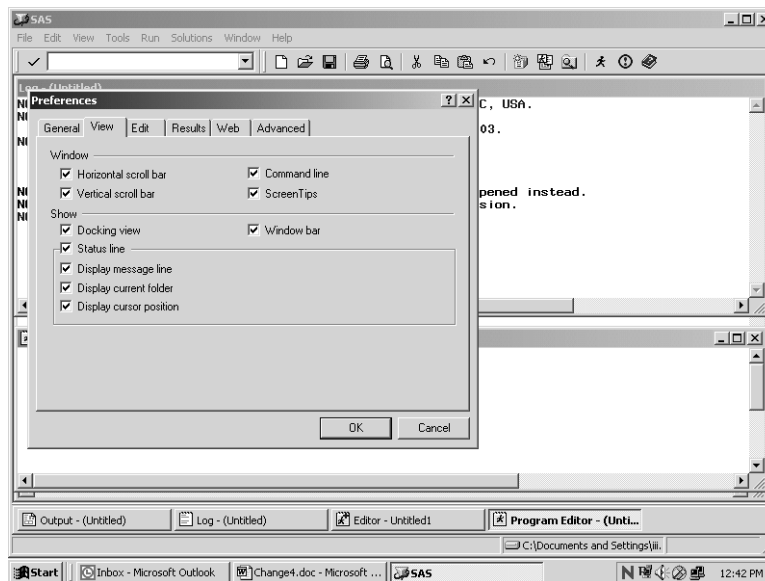 SAS
File Edit View Tools Run Solutions Window Help
Log - (Untitled)
Preferences
C, USA.
03.
General View Edit Results Web Advanced
Window
Horizontal scroll bar Command line
Vertical scroll bar ScreenTips
pened instead.
sion.
Show
Docking view Window bar
Status line
Display message line
Display current folder
Display cursor position
OK Cancel
Output - (Untitled) Log - (Untitled) Editor - Untitled1 Program Editor - (Unti...
C:\Documents and Settings\iii.
Start Inbox - Microsoft Outlook Change4.doc - Microsoft ... SAS 12:42 PM